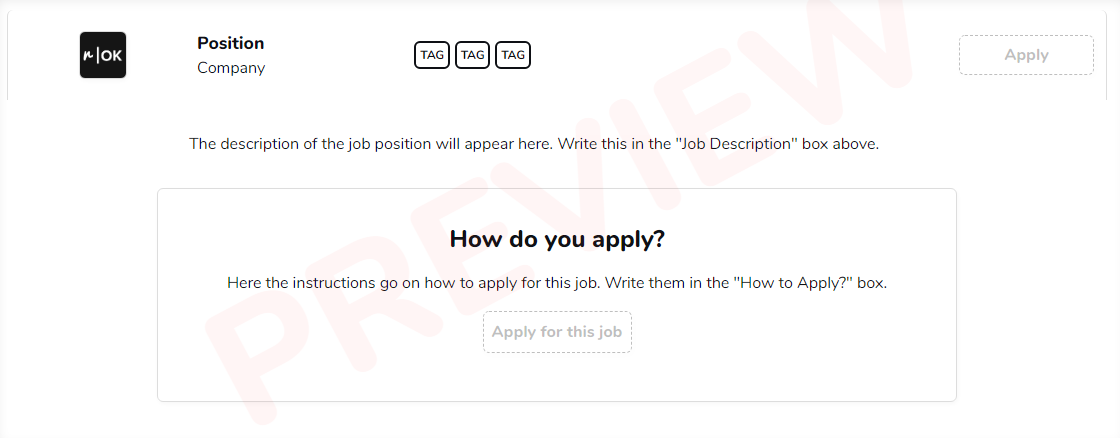 r|OK
Position
Company
TAG TAG TAG
Apply
The description of the job position will appear here. Write this in the "Job Description" box above.
How do you apply?
Here the instructions go on how to apply for this job. Write them in the "How to Apply?" box.
Apply for this job
PREVIEW